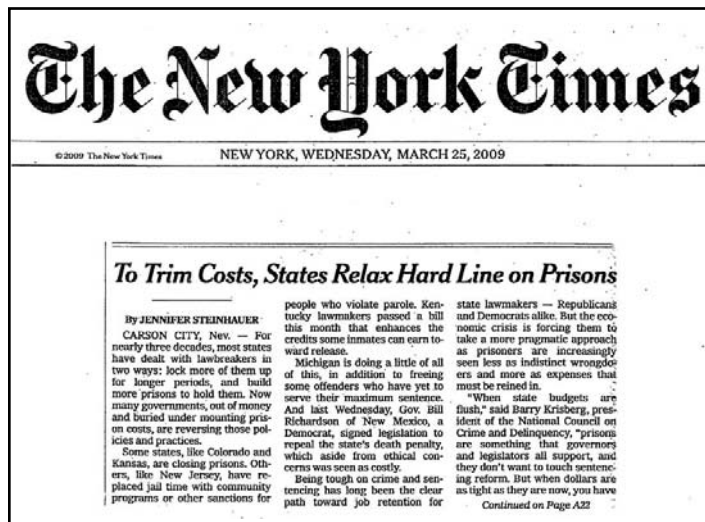 The New York Times
© 2009 The New York Times
NEW YORK, WEDNESDAY, MARCH 25, 2009
To Trim Costs, States Relax Hard Line on Prisons
By JENNIFER STEINHAUER
CARSON CITY, Nev. — For
nearly three decades, most states
have dealt with lawbreakers in
two ways: lock more of them up
for longer periods, and build
more prisons to hold them. Now
many governments, out of money
and buried under mounting pris-
on costs, are reversing those pol-
icies and practices.
Some states, like Colorado and
Kansas, are closing prisons. Oth-
ers, like New Jersey, have re-
placed jail time with community
programs or other sanctions for
people who violate parole. Ken-
tucky lawmakers passed a bill
this month that enhances the
credits some inmates can earn to-
ward release.
Michigan is doing a little of all
of this, in addition to freeing
some offenders who have yet to
serve their maximum sentence.
And last Wednesday, Gov. Bill
Richardson of New Mexico, a
Democrat, signed legislation to
repeal the state's death penalty,
which aside from ethical con-
cerns was seen as costly.
Being tough on crime and sen-
tencing has long been the clear
path toward job retention for
state lawmakers — Republicans
and Democrats alike. But the eco-
nomic crisis is forcing them to
take a more pragmatic approach
as prisoners are increasingly
seen less as indistinct wrongdo-
ers and more as expenses that
must be reined in.
"When state budgets are
flush," said Barry Krisberg, pres-
ident of the National Council on
Crime and Delinquency, "prisons
are something that governors
and legislators all support, and
they don't want to touch sentenc-
ing reform. But when dollars are
as tight as they are now, you have
Continued on Page A22